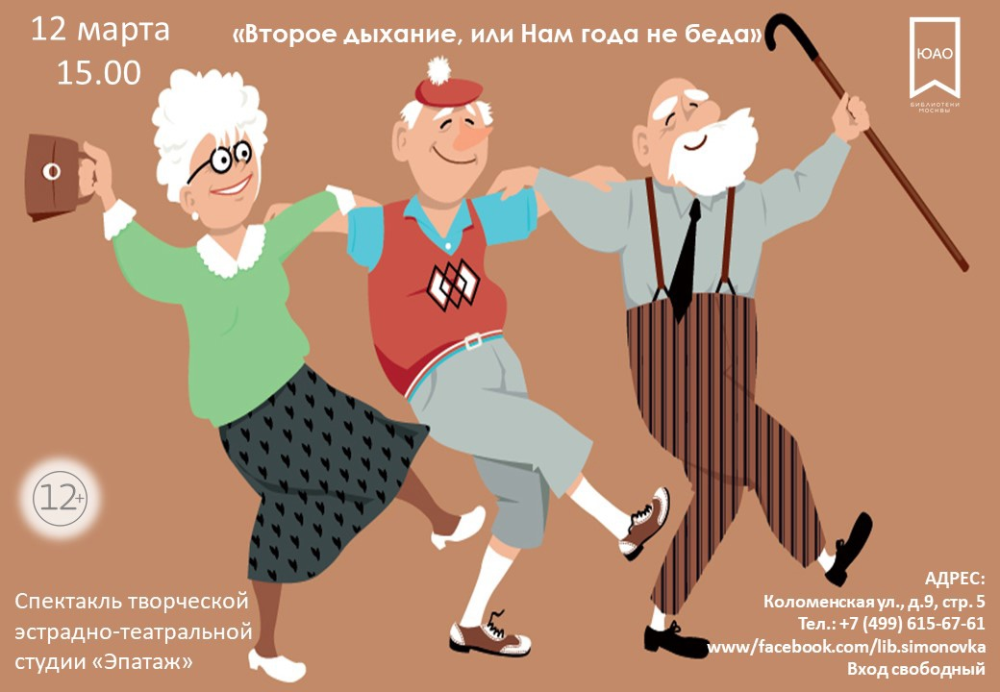 12 марта
15.00
«Второе дыхание, или Нам года не беда»
ЮАО
БИБЛИОТЕКИ
МОСКВЫ
12+
Спектакль творческой
эстрадно-театральной
студии «Эпатаж»
АДРЕС:
Коломенская ул., д.9, стр. 5
Тел.: +7 (499) 615-67-61
www/facebook.com/lib.simonovka
Вход свободный